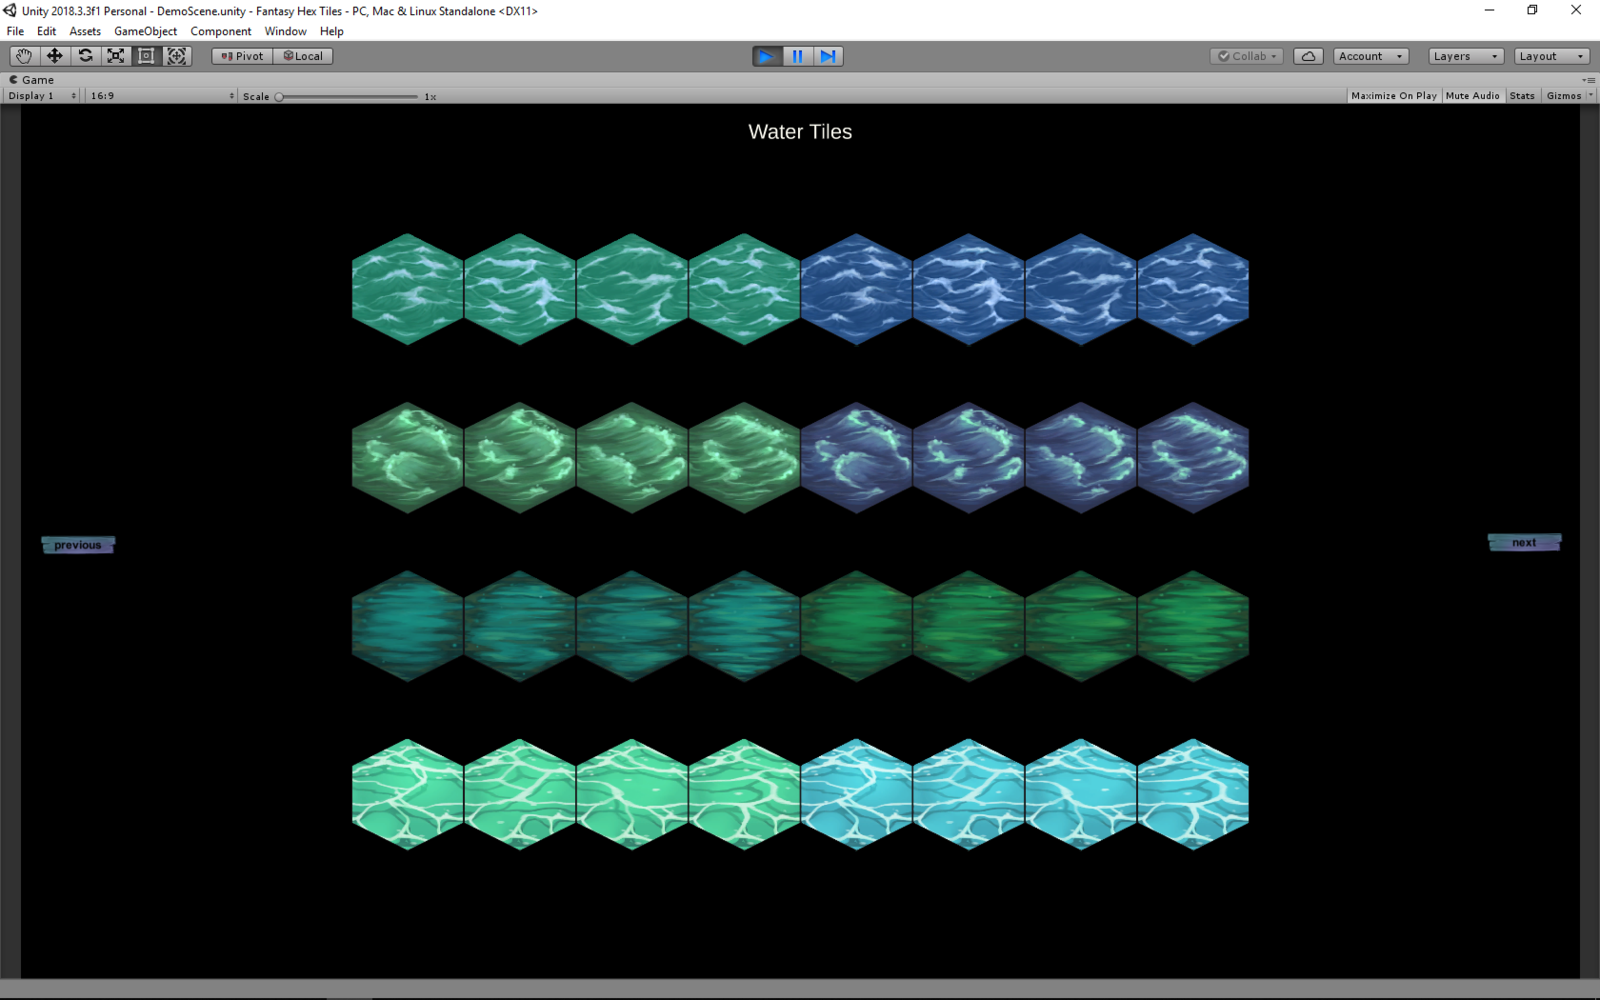 Unity 2018.3.3f1 Personal - DemoScene.unity - Fantasy Hex Tiles - PC, Mac & Linux Standalone <DX11>
File Edit Assets GameObject Component Window Help
Pivot Local Collab Account Layers Layout
Game
Display 1 16:9 Scale 1x Maximize On Play Mute Audio Stats Gizmos
Water Tiles
previous
next